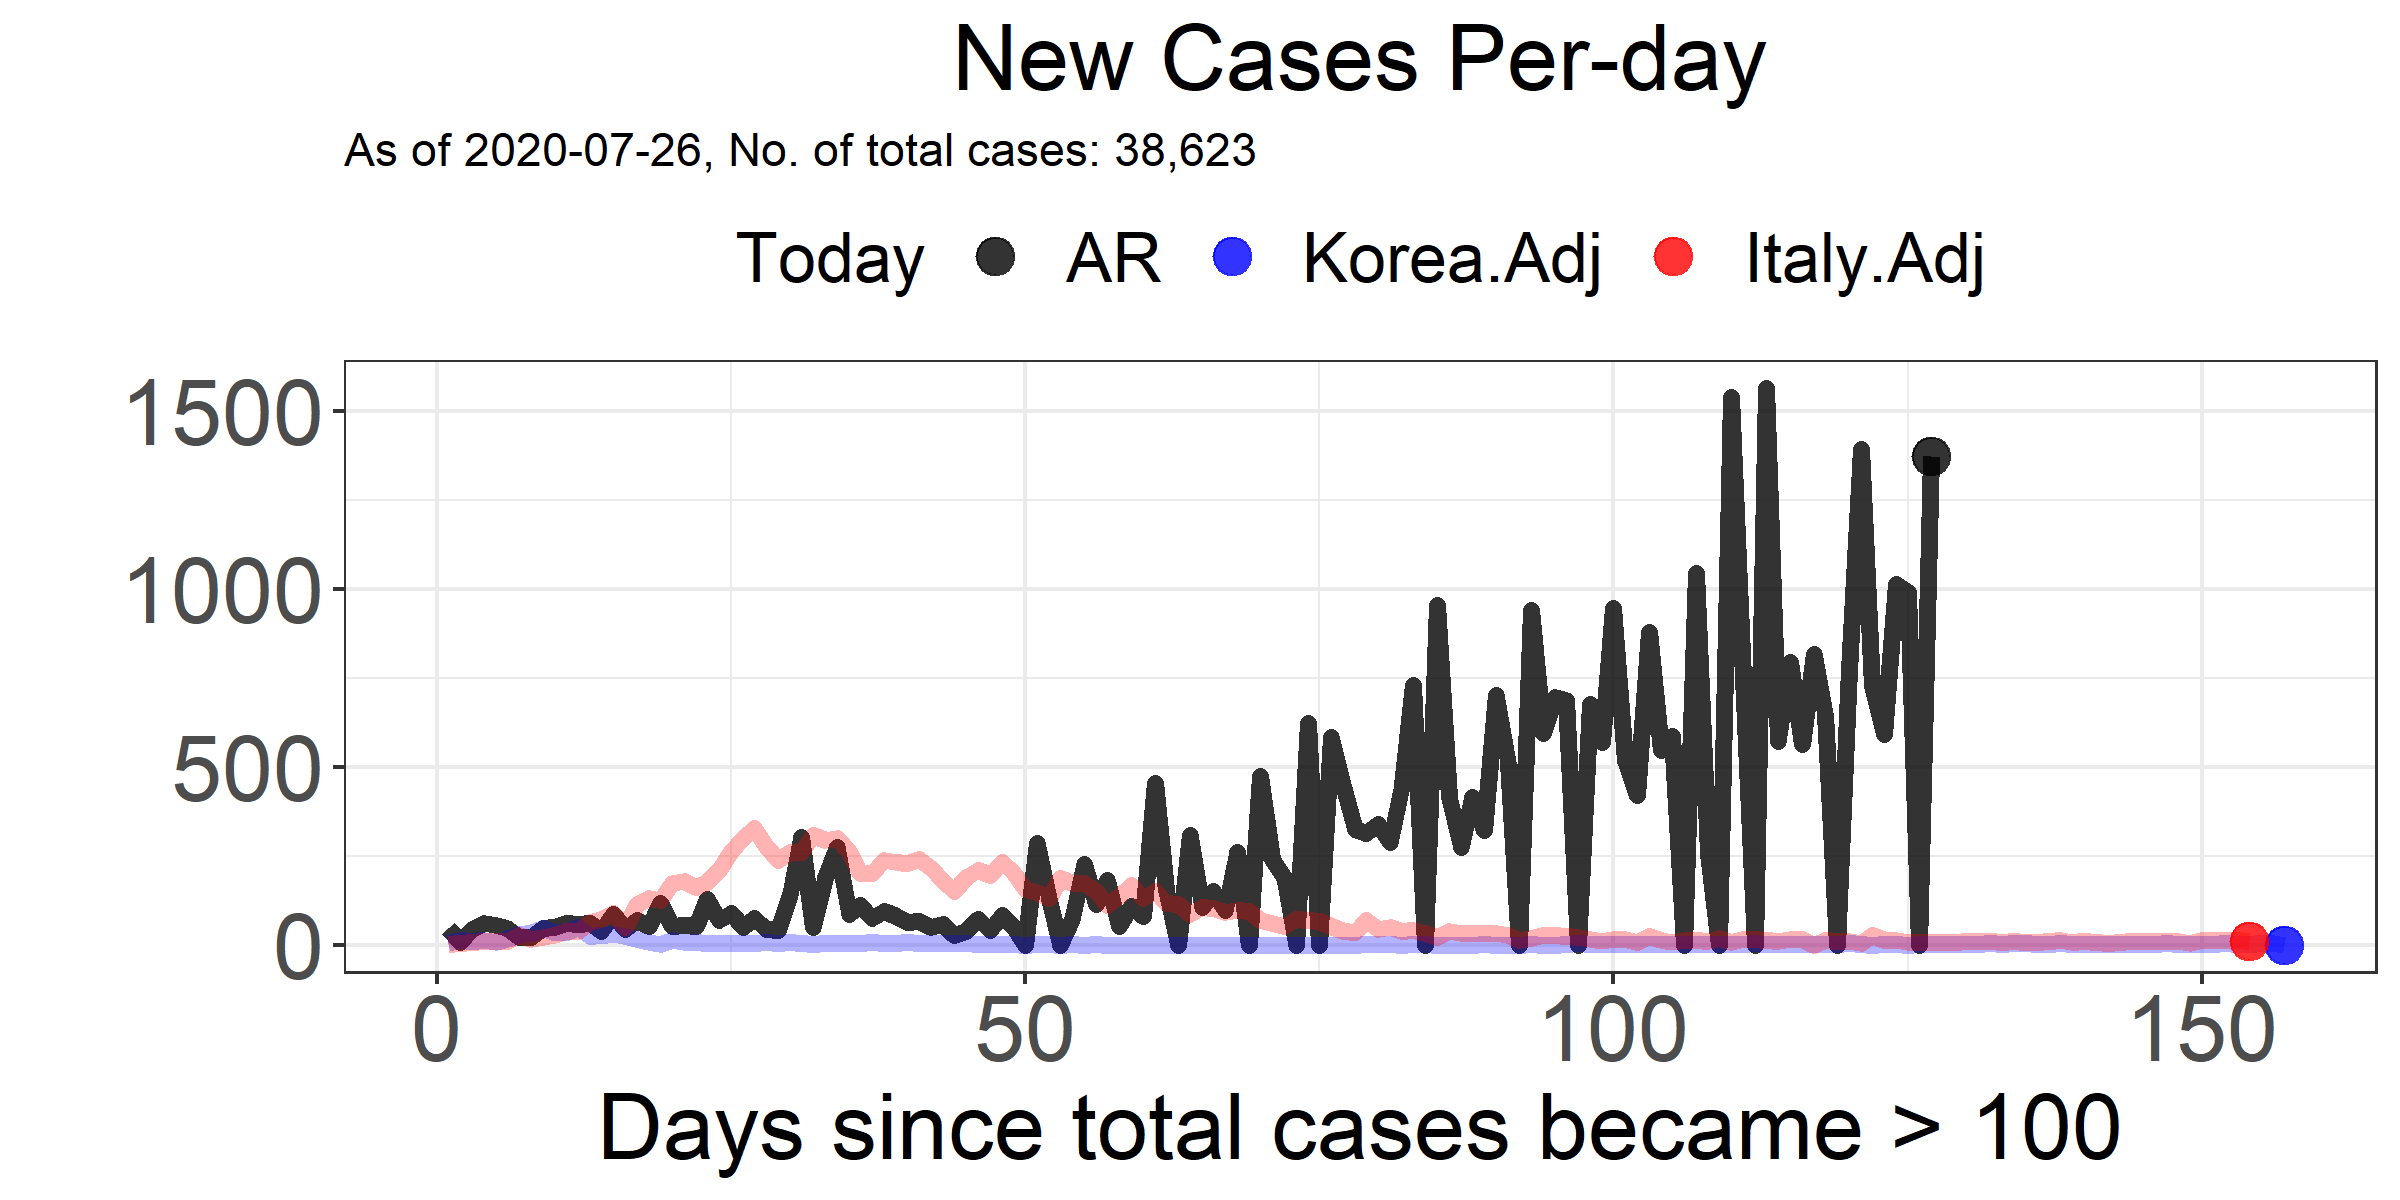 New Cases Per-day
As of 2020-07-26, No. of total cases: 38,623
Today AR Korea.Adj Italy.Adj
1500
1000
500
0
0 50 100 150
Days since total cases became > 100